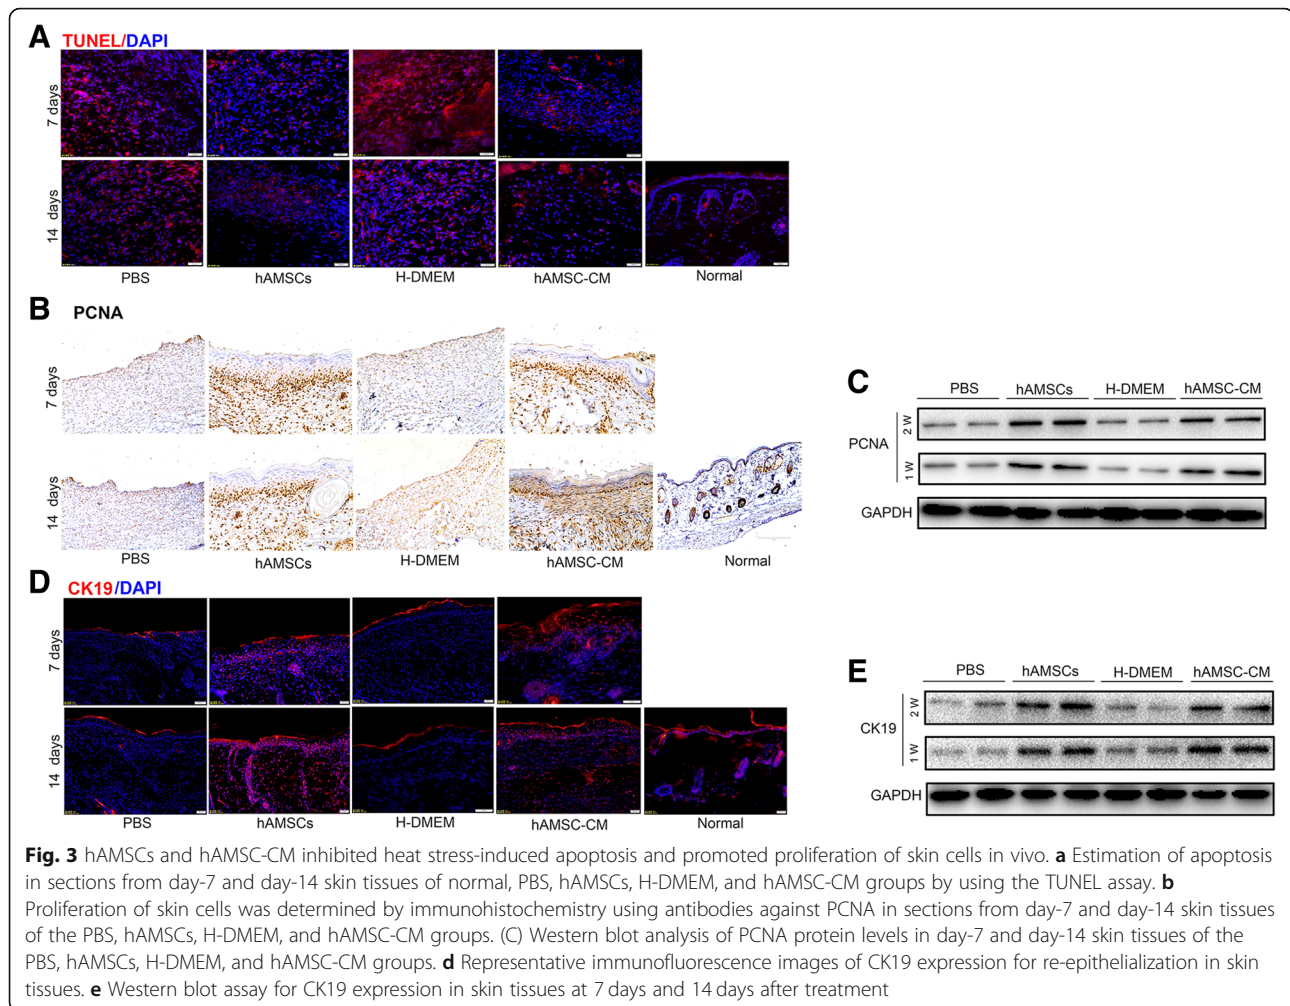 A
TUNEL/DAPI
7 days
14 days
PBS
hAMSCs
H-DMEM
hAMSC-CM
Normal
B
PCNA
7 days
14 days
PBS
hAMSCs
H-DMEM
hAMSC-CM
Normal
C
PBS hAMSCs H-DMEM hAMSC-CM
PCNA
2 W
1 W
GAPDH
D
CK19/DAPI
7 days
14 days
PBS
hAMSCs
H-DMEM
hAMSC-CM
Normal
E
PBS hAMSCs H-DMEM hAMSC-CM
CK19
2 W
1 W
GAPDH
Fig. 3 hAMSCs and hAMSC-CM inhibited heat stress-induced apoptosis and promoted proliferation of skin cells in vivo. a Estimation of apoptosis
in sections from day-7 and day-14 skin tissues of normal, PBS, hAMSCs, H-DMEM, and hAMSC-CM groups by using the TUNEL assay. b
Proliferation of skin cells was determined by immunohistochemistry using antibodies against PCNA in sections from day-7 and day-14 skin tissues
of the PBS, hAMSCs, H-DMEM, and hAMSC-CM groups. (C) Western blot analysis of PCNA protein levels in day-7 and day-14 skin tissues of the
PBS, hAMSCs, H-DMEM, and hAMSC-CM groups. d Representative immunofluorescence images of CK19 expression for re-epithelialization in skin
tissues. e Western blot assay for CK19 expression in skin tissues at 7 days and 14 days after treatment